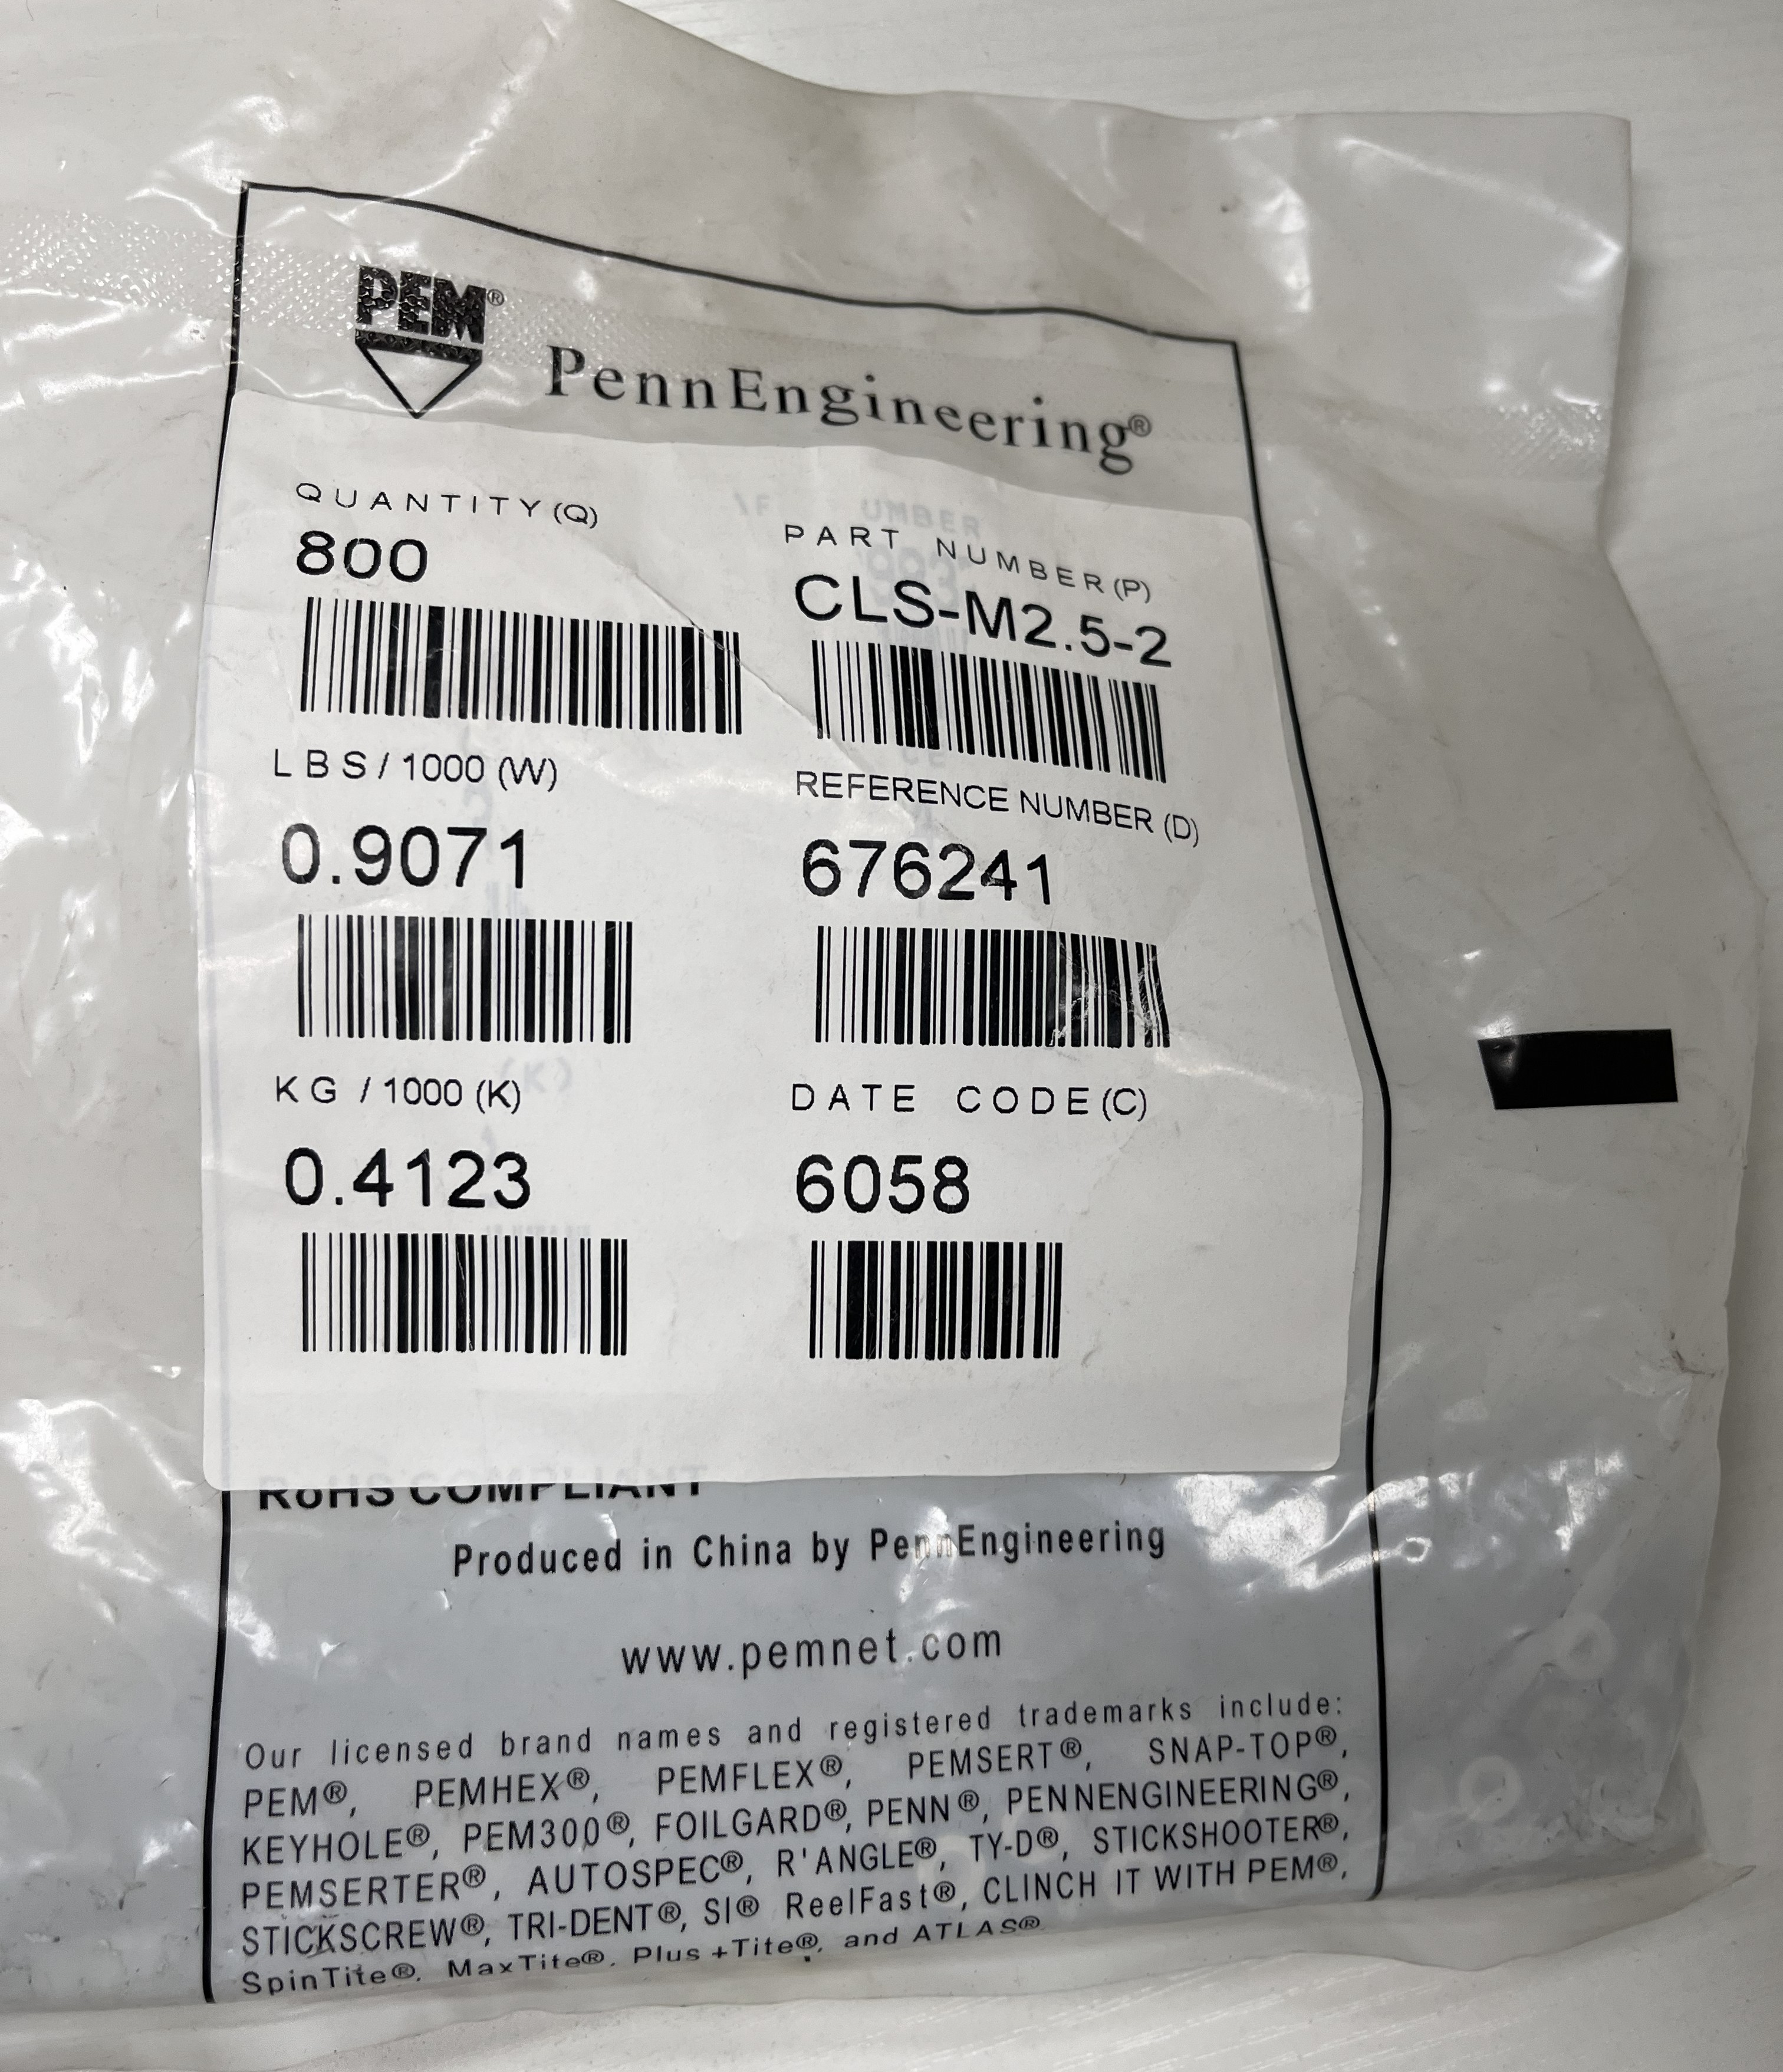 PEM®
PennEngineering®
QUANTITY(Q)
800
PART NUMBER(P)
CLS-M2.5-2
LBS/1000 (W)
0.9071
REFERENCE NUMBER (D)
676241
KG /1000 (K)
0.4123
DATE CODE(C)
6058
RoHS COMPLIANT
Produced in China by PennEngineering
www.pemnet.com
Our licensed brand names and registered trademarks include:
PEM®, PEMHEX®, PEMFLEX®, PEMSERT®, SNAP-TOP®,
KEYHOLE®, PEM300®, FOILGARD®, PENN®, PENNENGINEERING®,
PEMSERTER®, AUTOSPEC®, R'ANGLE®, TY-D®, STICKSHOOTER®,
STICKSCREW®, TRI-DENT®, SI® ReelFast®, CLINCH IT WITH PEM®,
SpinTite®, MaxTite®, Plus+Tite®, and ATLAS®